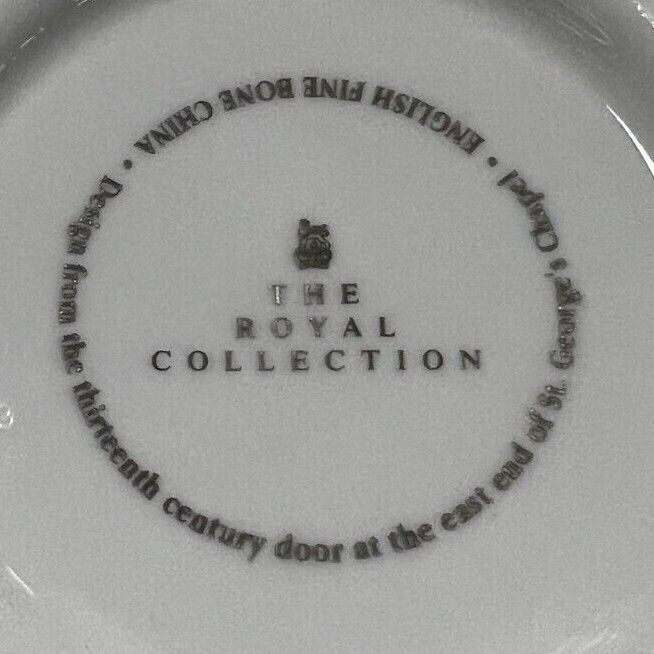 THE
ROYAL
COLLECTION
Design from the thirteenth century door at the east end of St. George's Chapel • ENGLISH FINE BONE CHINA •